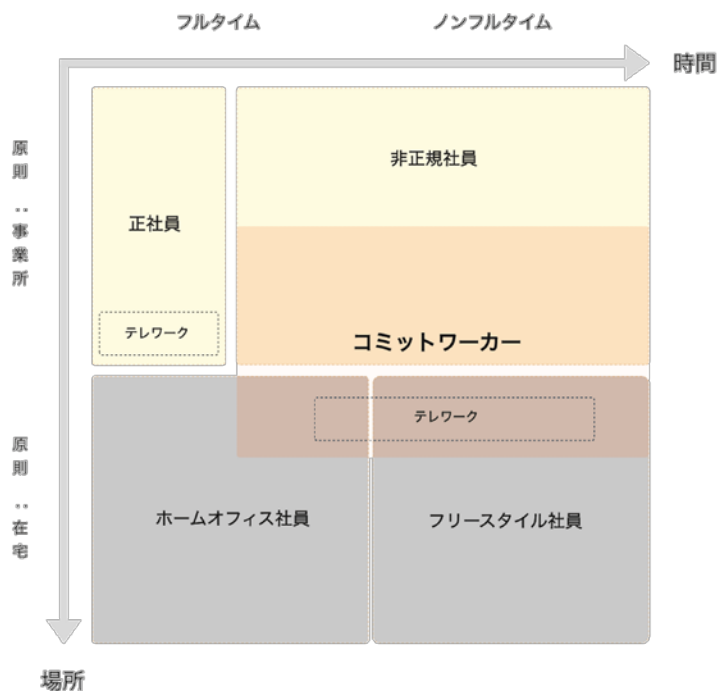 フルタイム
ノンフルタイム
時間
原則：事業所
正社員
非正規社員
テレワーク
コミットワーカー
原則：在宅
テレワーク
ホームオフィス社員
フリースタイル社員
場所